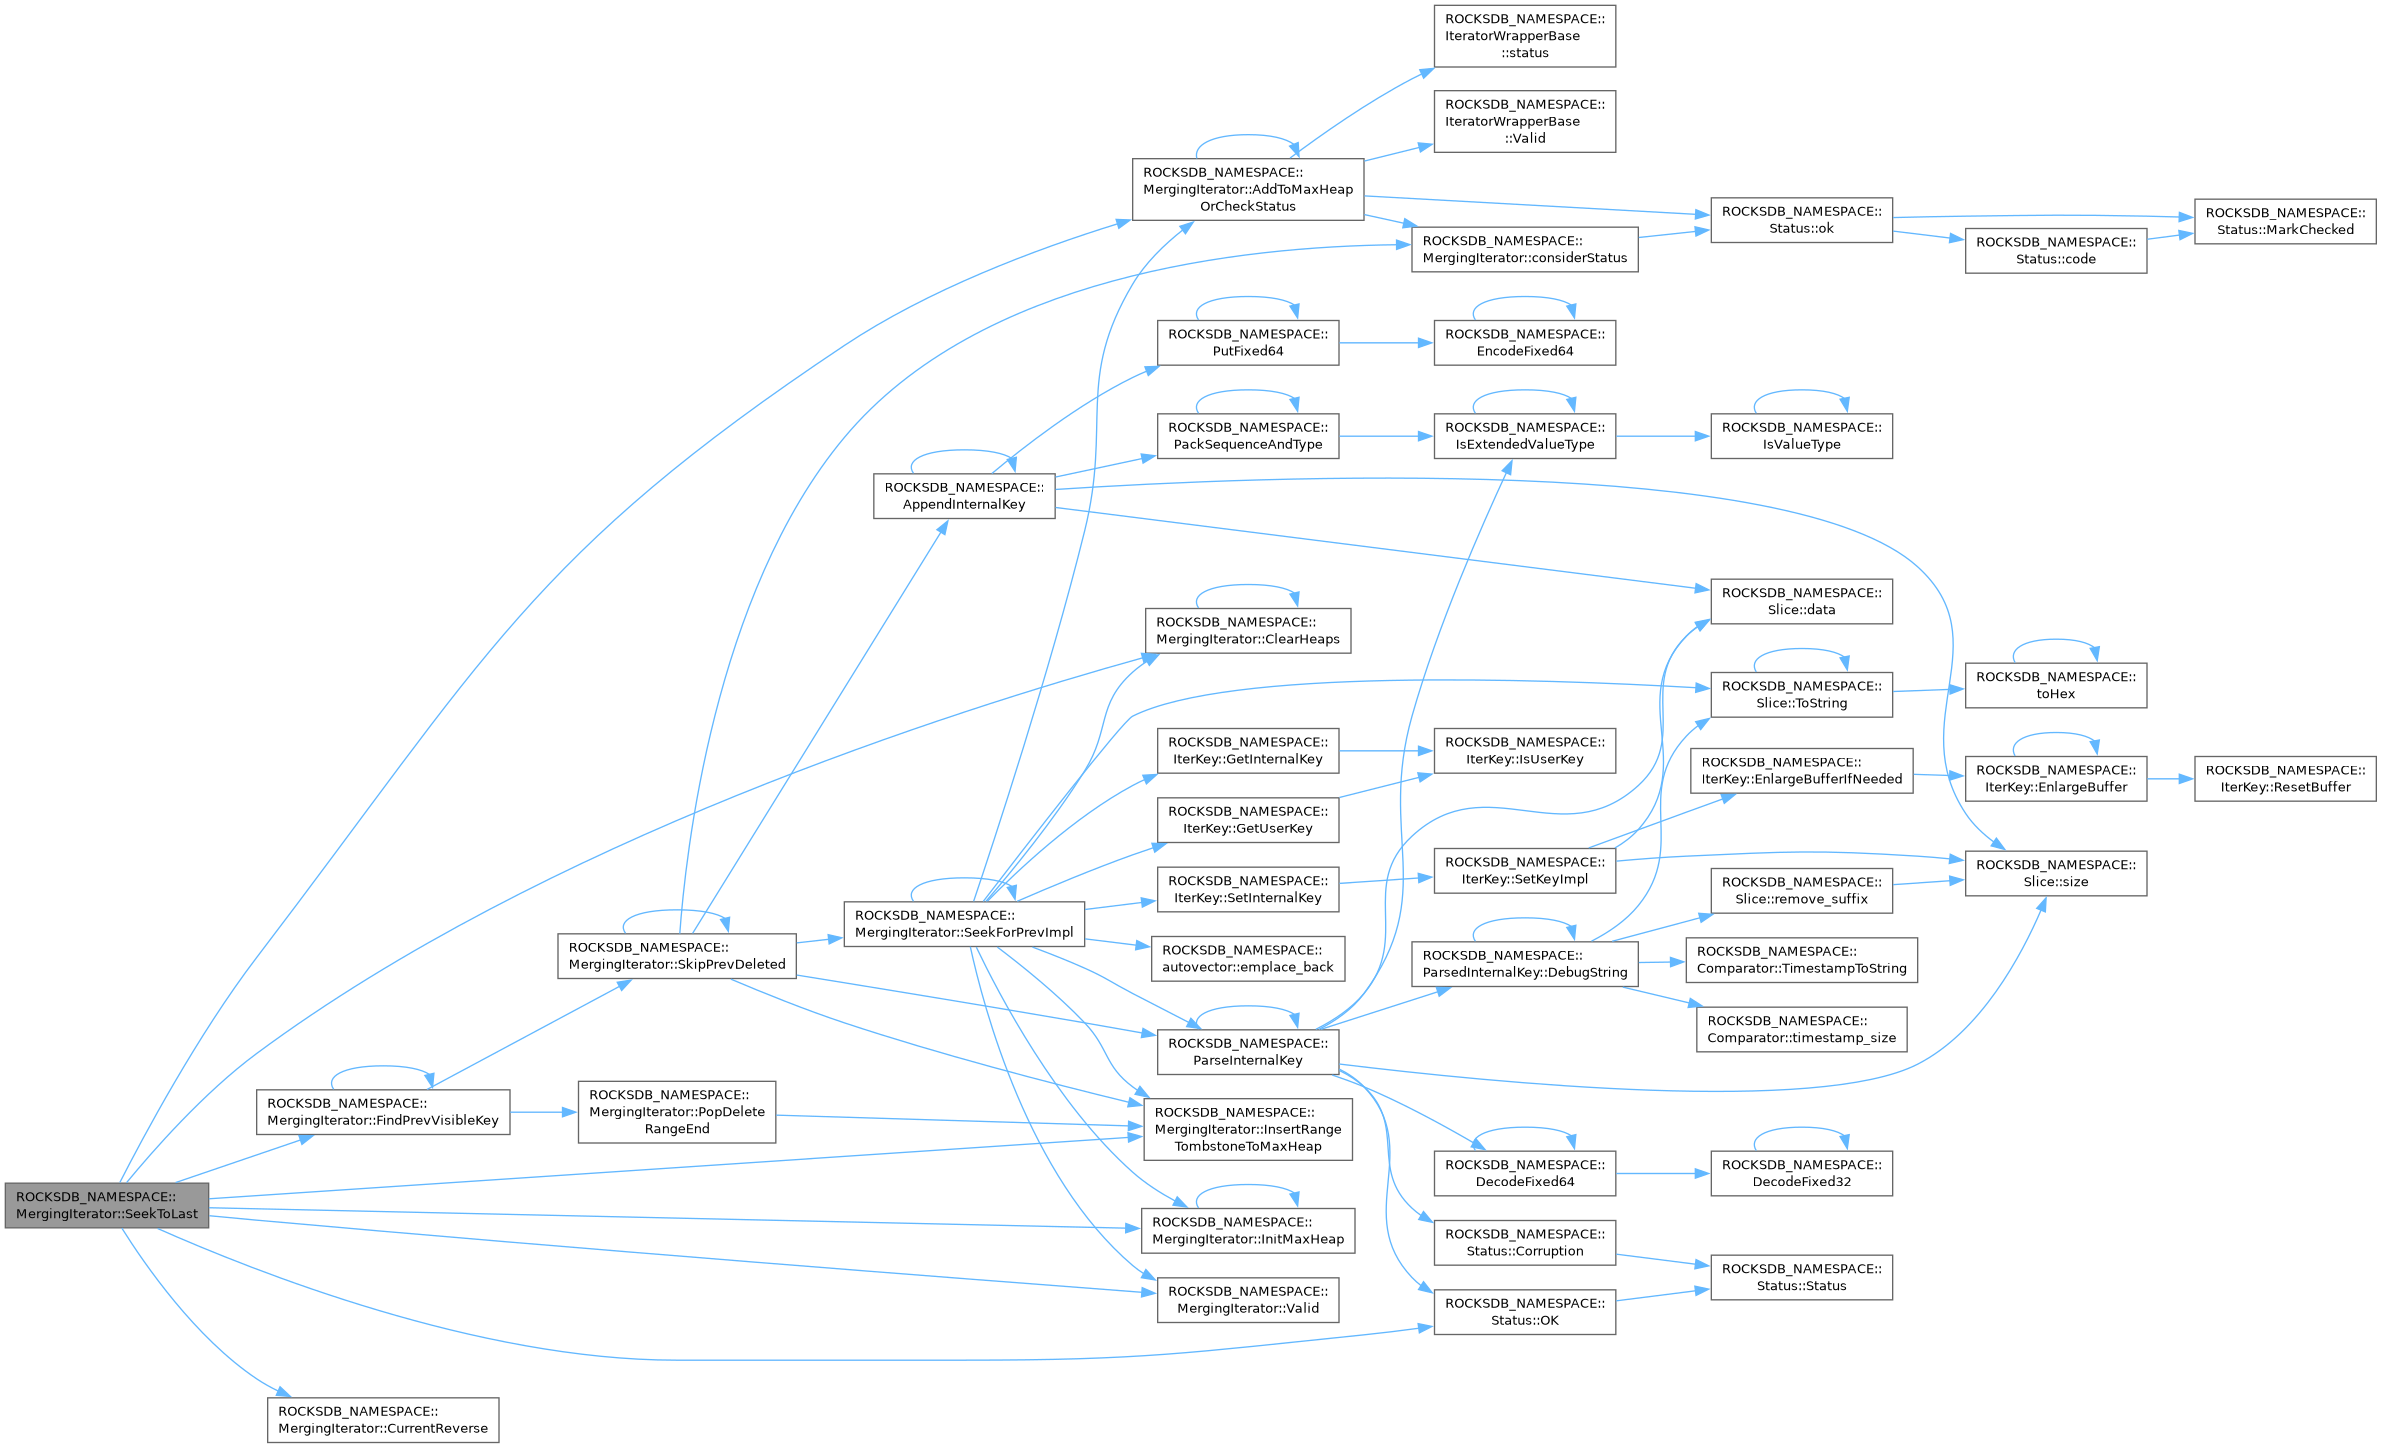 ROCKSDB_NAMESPACE::
IteratorWrapperBase
::status
ROCKSDB_NAMESPACE::
IteratorWrapperBase
::Valid
ROCKSDB_NAMESPACE::
MergingIterator::AddToMaxHeap
OrCheckStatus
ROCKSDB_NAMESPACE::
Status::ok
ROCKSDB_NAMESPACE::
Status::MarkChecked
ROCKSDB_NAMESPACE::
MergingIterator::considerStatus
ROCKSDB_NAMESPACE::
Status::code
ROCKSDB_NAMESPACE::
PutFixed64
ROCKSDB_NAMESPACE::
EncodeFixed64
ROCKSDB_NAMESPACE::
PackSequenceAndType
ROCKSDB_NAMESPACE::
IsExtendedValueType
ROCKSDB_NAMESPACE::
IsValueType
ROCKSDB_NAMESPACE::
AppendInternalKey
ROCKSDB_NAMESPACE::
Slice::data
ROCKSDB_NAMESPACE::
MergingIterator::ClearHeaps
ROCKSDB_NAMESPACE::
Slice::ToString
ROCKSDB_NAMESPACE::
toHex
ROCKSDB_NAMESPACE::
IterKey::GetInternalKey
ROCKSDB_NAMESPACE::
IterKey::IsUserKey
ROCKSDB_NAMESPACE::
IterKey::EnlargeBufferIfNeeded
ROCKSDB_NAMESPACE::
IterKey::EnlargeBuffer
ROCKSDB_NAMESPACE::
IterKey::ResetBuffer
ROCKSDB_NAMESPACE::
IterKey::GetUserKey
ROCKSDB_NAMESPACE::
IterKey::SetKeyImpl
ROCKSDB_NAMESPACE::
Slice::size
ROCKSDB_NAMESPACE::
IterKey::SetInternalKey
ROCKSDB_NAMESPACE::
Slice::remove_suffix
ROCKSDB_NAMESPACE::
MergingIterator::SeekForPrevImpl
ROCKSDB_NAMESPACE::
MergingIterator::SkipPrevDeleted
ROCKSDB_NAMESPACE::
autovector::emplace_back
ROCKSDB_NAMESPACE::
ParsedInternalKey::DebugString
ROCKSDB_NAMESPACE::
Comparator::TimestampToString
ROCKSDB_NAMESPACE::
Comparator::timestamp_size
ROCKSDB_NAMESPACE::
ParseInternalKey
ROCKSDB_NAMESPACE::
MergingIterator::FindPrevVisibleKey
ROCKSDB_NAMESPACE::
MergingIterator::PopDelete
RangeEnd
ROCKSDB_NAMESPACE::
MergingIterator::InsertRange
TombstoneToMaxHeap
ROCKSDB_NAMESPACE::
DecodeFixed64
ROCKSDB_NAMESPACE::
DecodeFixed32
ROCKSDB_NAMESPACE::
MergingIterator::SeekToLast
ROCKSDB_NAMESPACE::
MergingIterator::InitMaxHeap
ROCKSDB_NAMESPACE::
Status::Corruption
ROCKSDB_NAMESPACE::
Status::Status
ROCKSDB_NAMESPACE::
MergingIterator::Valid
ROCKSDB_NAMESPACE::
Status::OK
ROCKSDB_NAMESPACE::
MergingIterator::CurrentReverse